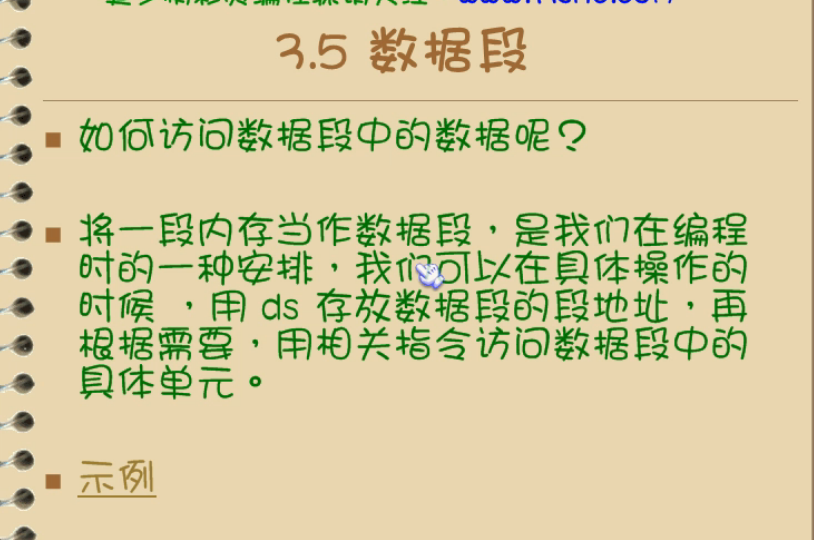 3.5 数据段
如何访问数据段中的数据呢？
将一段内存当作数据段，是我们在编程
时的一种安排，我们可以在具体操作的
时候 ，用 ds 存放数据段的段地址，再
根据需要，用相关指令访问数据段中的
具体单元。
示例